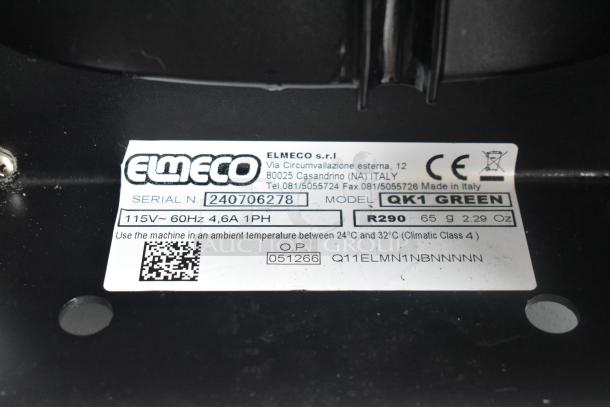 ELMECO
ELMECO s.r.l
Via Circumvallazione esterna, 12
80025 Casandrino (NA) ITALY
Tel.081/5055724 Fax.081/5055726 Made in Italy
CE
SERIAL N. 240706278 MODEL QK1 GREEN
115V~ 60Hz 4,6A 1PH R290 65 g 2.29 Oz
Use the machine in an ambient temperature between 24°C and 32°C (Climatic Class 4 )
O.P.
051266 Q11ELMN1NBNNNNN
AUCTION GROUP